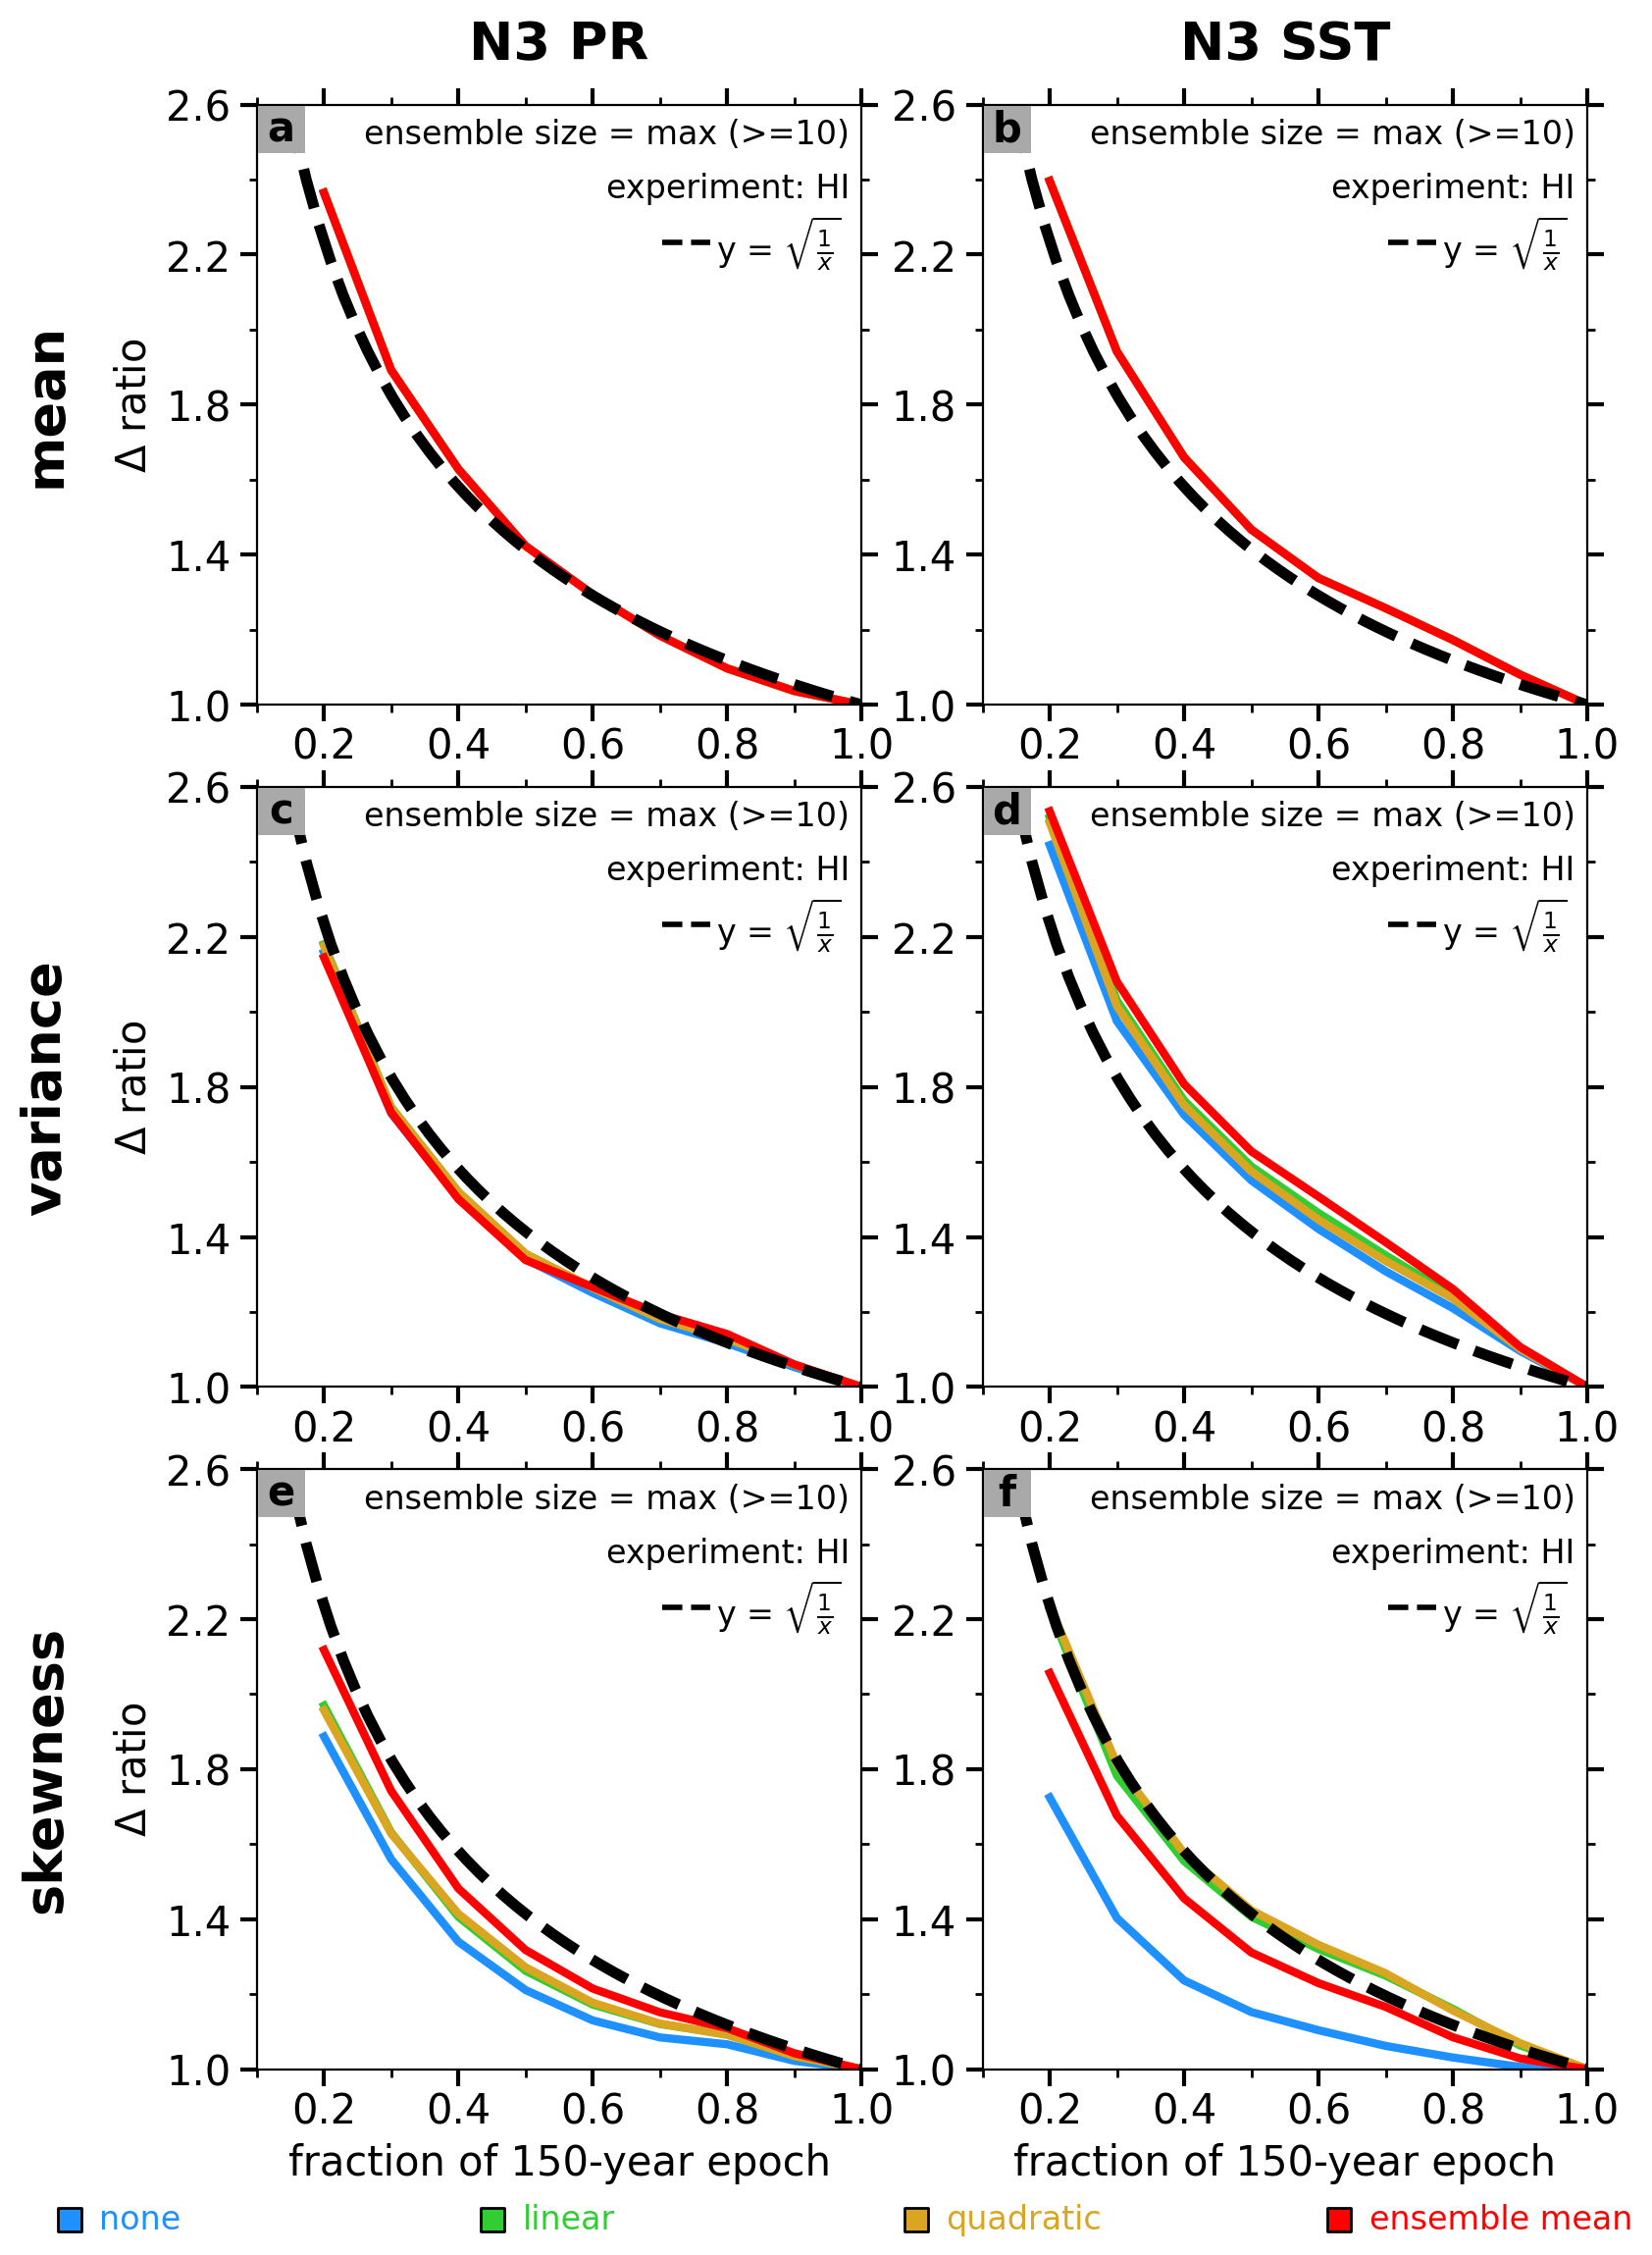 N3 PR
N3 SST
mean
Δ ratio
2.6
2.2
1.8
1.4
1.0
a
ensemble size = max (>=10)
experiment: HI
y = √1/x
0.2 0.4 0.6 0.8 1.0
2.6
2.2
1.8
1.4
1.0
b
ensemble size = max (>=10)
experiment: HI
y = √1/x
0.2 0.4 0.6 0.8 1.0
variance
Δ ratio
2.6
2.2
1.8
1.4
1.0
c
ensemble size = max (>=10)
experiment: HI
y = √1/x
0.2 0.4 0.6 0.8 1.0
2.6
2.2
1.8
1.4
1.0
d
ensemble size = max (>=10)
experiment: HI
y = √1/x
0.2 0.4 0.6 0.8 1.0
skewness
Δ ratio
2.6
2.2
1.8
1.4
1.0
e
ensemble size = max (>=10)
experiment: HI
y = √1/x
0.2 0.4 0.6 0.8 1.0
fraction of 150-year epoch
2.6
2.2
1.8
1.4
1.0
f
ensemble size = max (>=10)
experiment: HI
y = √1/x
0.2 0.4 0.6 0.8 1.0
fraction of 150-year epoch
none
linear
quadratic
ensemble mean